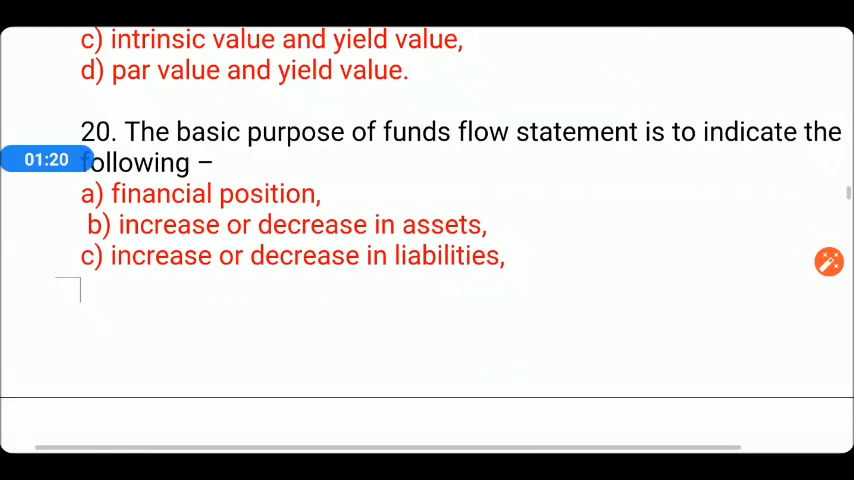 c) intrinsic value and yield value,
d) par value and yield value.
20. The basic purpose of funds flow statement is to indicate the
01:20
following –
a) financial position,
b) increase or decrease in assets,
c) increase or decrease in liabilities,